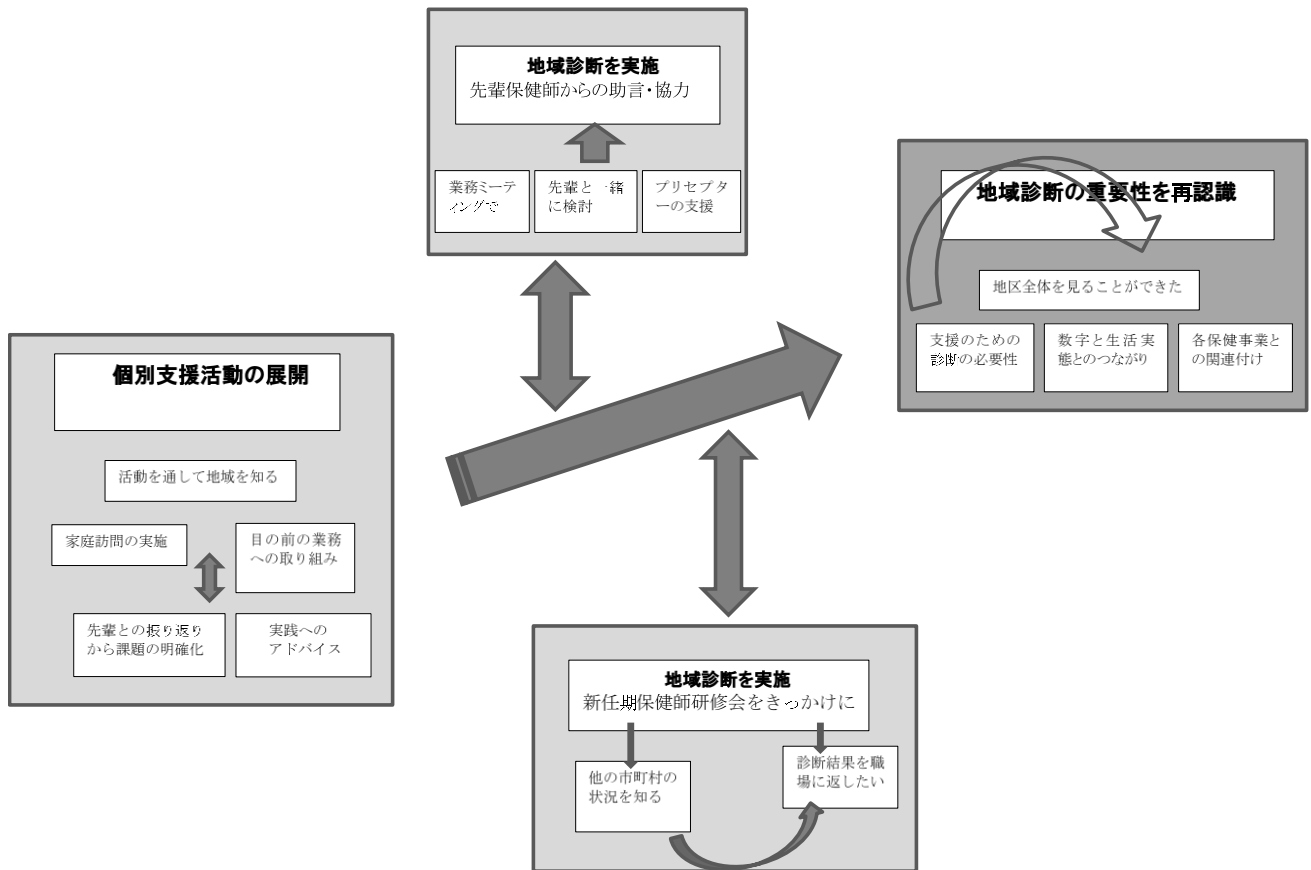 地域診断を実施
先輩保健師からの助言・協力
業務ミーテ
ィングで
先輩と一緒
に検討
プリセプタ
ーの支援
地域診断の重要性を再認識
地区全体を見ることができた
支援のための
診断の必要性
数字と生活実
態とのつながり
各保健事業と
の関連付け
個別支援活動の展開
活動を通して地域を知る
家庭訪問の実施
目の前の業務
への取り組み
先輩との振り返り
から課題の明確化
実践への
アドバイス
地域診断を実施
新任期保健師研修会をきっかけに
他の市町村の
状況を知る
診断結果を職
場に返したい